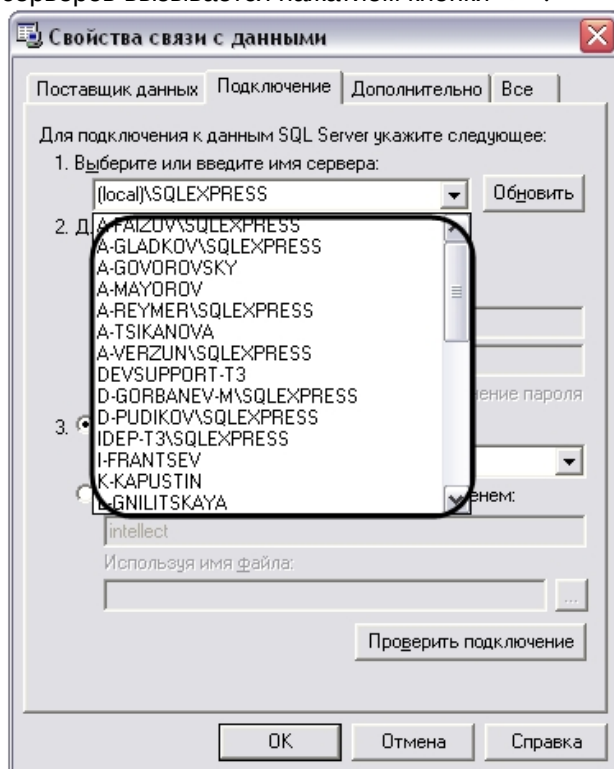 серверов вызывается нажатием кнопки
Свойства связи с данными
Поставщик данных Подключение Дополнительно Все
Для подключения к данным SQL Server укажите следующее:
1. Выберите или введите имя сервера:
(local)\SQLEXPRESS Обновить
2. Д
A-FAIZOV\SQLEXPRESS
A-GLADKOV\SQLEXPRESS
A-GOVOROVSKY
A-MAYOROV
A-REYMER\SQLEXPRESS
A-TSIKANOVA
A-VERZUN\SQLEXPRESS
DEVSUPPORT-T3
D-GORBANEV-M\SQLEXPRESS
нение пароля
D-PUDIKOV\SQLEXPRESS
3.
IDEP-T3\SQLEXPRESS
I-FRANTSEV
K-KAPUSTIN
L-GNILITSKAYA
енем:
intellect
Используя имя файла:
...
Проверить подключение
OK Отмена Справка